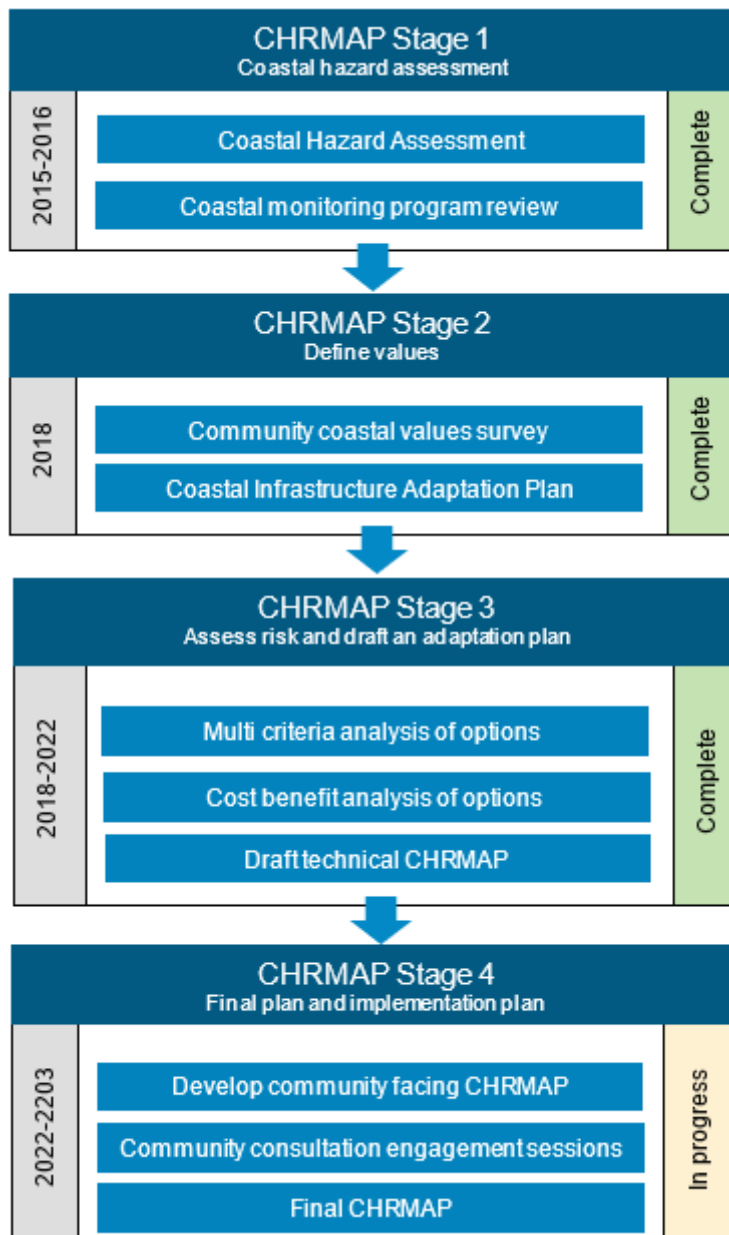 CHRMAP Stage 1
Coastal hazard assessment
2015-2016
Coastal Hazard Assessment
Coastal monitoring program review
Complete
CHRMAP Stage 2
Define values
2018
Community coastal values survey
Coastal Infrastructure Adaptation Plan
Complete
CHRMAP Stage 3
Assess risk and draft an adaptation plan
2018-2022
Multi criteria analysis of options
Cost benefit analysis of options
Draft technical CHRMAP
Complete
CHRMAP Stage 4
Final plan and implementation plan
2022-2203
Develop community facing CHRMAP
Community consultation engagement sessions
Final CHRMAP
In progress